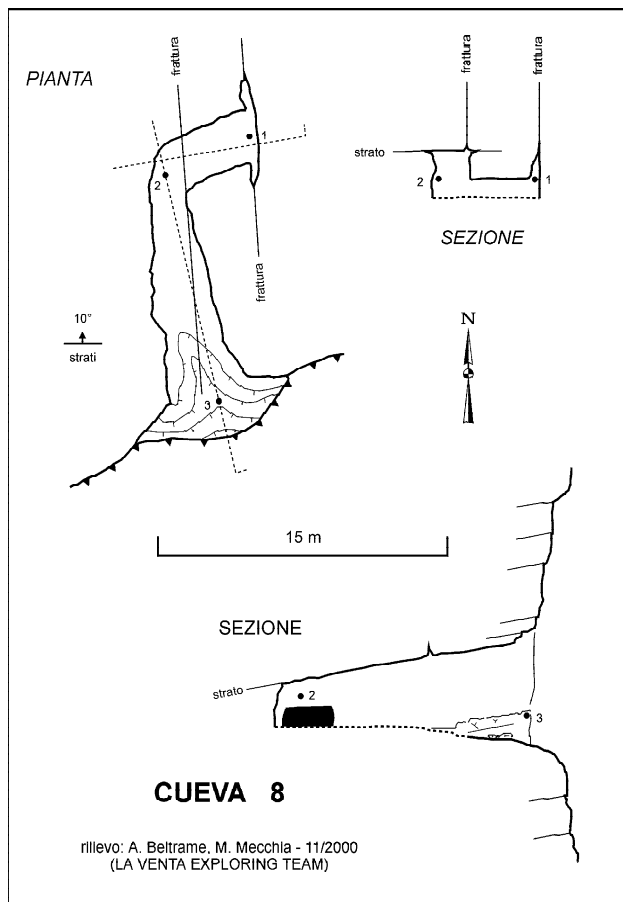 PIANTA
frattura
1
2
frattura
10°
strati
3
frattura
frattura
strato
2
1
SEZIONE
N
15 m
SEZIONE
strato
2
3
CUEVA 8
rilievo: A. Beltrame, M. Mecchia - 11/2000
(LA VENTA EXPLORING TEAM)